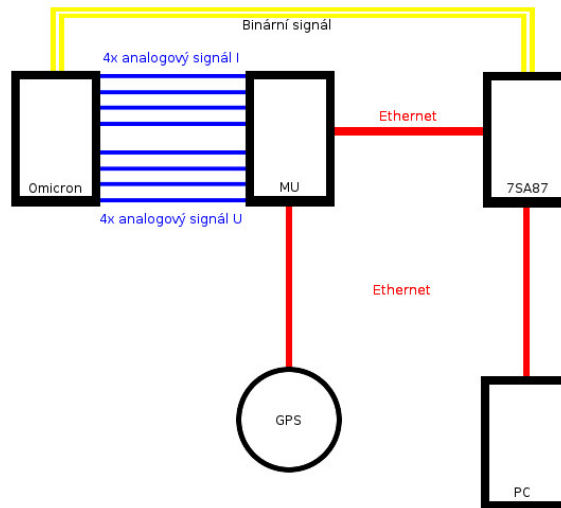 Binární signál
4x analogový signál I
Ethernet
Omicron
MU
7SA87
4x analogový signál U
Ethernet
GPS
PC